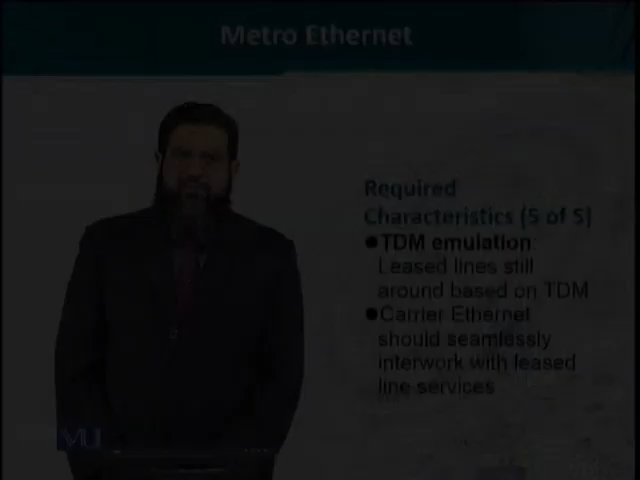 Metro Ethernet
Required
Characteristics (5 of 5)
●TDM emulation
Leased lines still
around based on TDM
●Carrier Ethernet
should seamlessly
interwork with leased
line services
VU